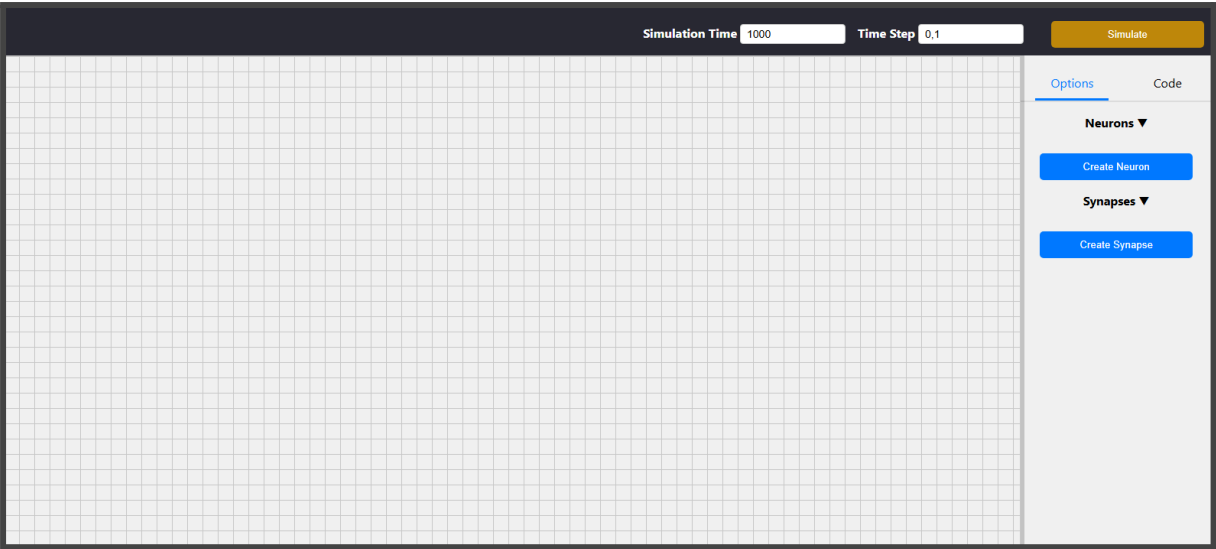 Simulation Time 1000 Time Step 0,1 Simulate
Options Code
Neurons ▼
Create Neuron
Synapses ▼
Create Synapse